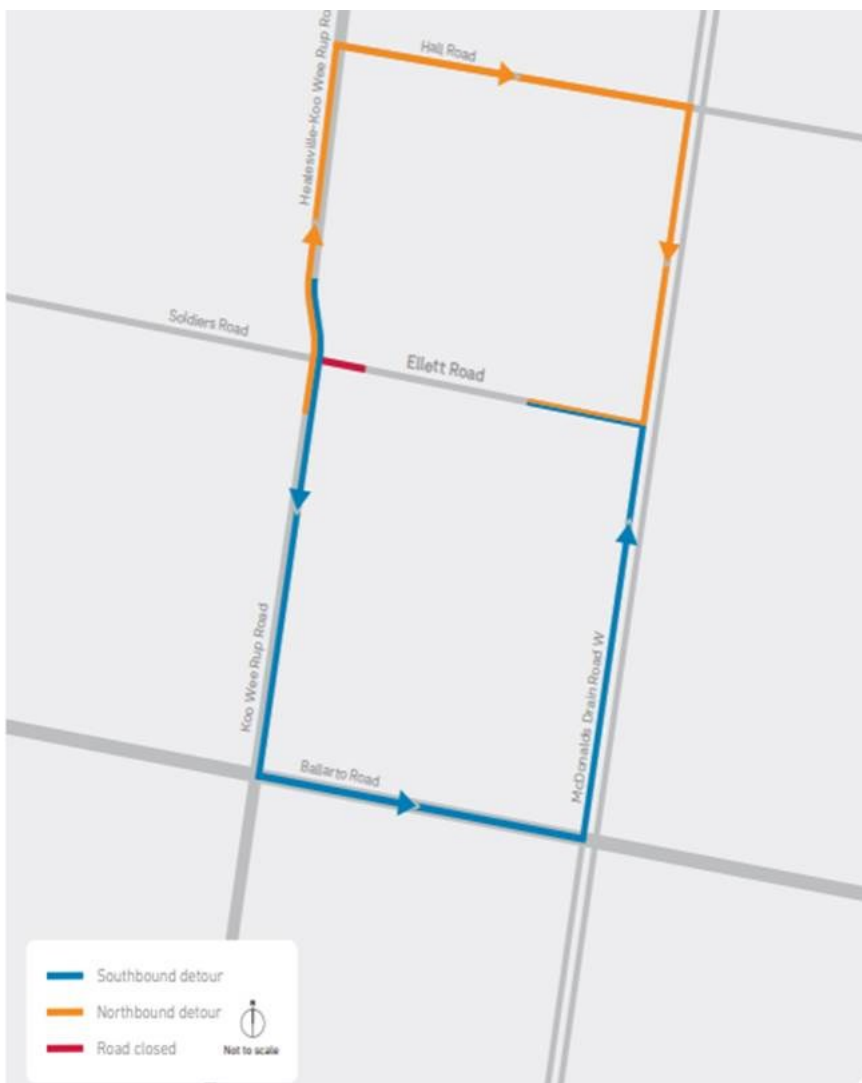 Hall Road
Healesville-Koo Wee Rup Ro
Soldiers Road
Ellett Road
Koo Wee Rup Road
McDonalds Drain Road W
Ballarto Road
Southbound detour
Northbound detour
Road closed
N
Not to scale